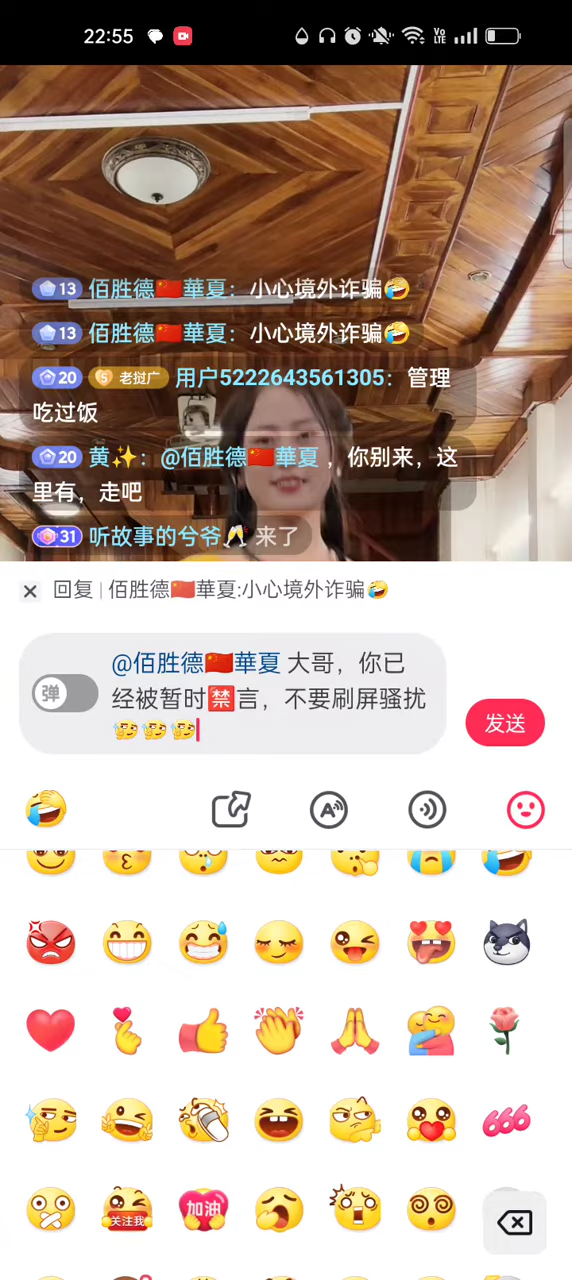 22:55
VoLTE
13 佰胜德🇨🇳華夏：小心境外诈骗🤣
13 佰胜德🇨🇳華夏：小心境外诈骗🤣
20 5 老挝广 用户5222643561305：管理
吃过饭
20 黄✨：@佰胜德🇨🇳華夏 ，你别来，这
里有，走吧
31 听故事的兮爷🥂 来了
回复 | 佰胜德🇨🇳華夏:小心境外诈骗🤣
弹
@佰胜德🇨🇳華夏 大哥，你已
经被暂时🈲言，不要刷屏骚扰
发送
A
666
关注我
加油